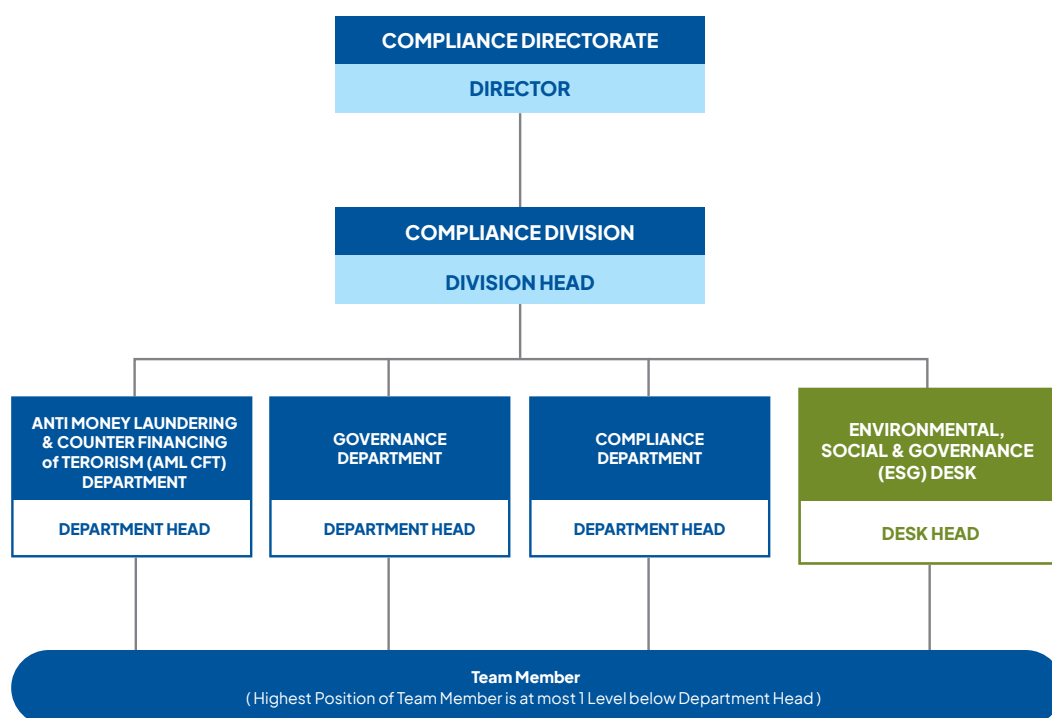 COMPLIANCE DIRECTORATE
DIRECTOR
COMPLIANCE DIVISION
DIVISION HEAD
ANTI MONEY LAUNDERING
& COUNTER FINANCING
of TERORISM (AML CFT)
DEPARTMENT
DEPARTMENT HEAD
GOVERNANCE
DEPARTMENT
DEPARTMENT HEAD
COMPLIANCE
DEPARTMENT
DEPARTMENT HEAD
ENVIRONMENTAL,
SOCIAL & GOVERNANCE
(ESG) DESK
DESK HEAD
Team Member
( Highest Position of Team Member is at most 1 Level below Department Head )